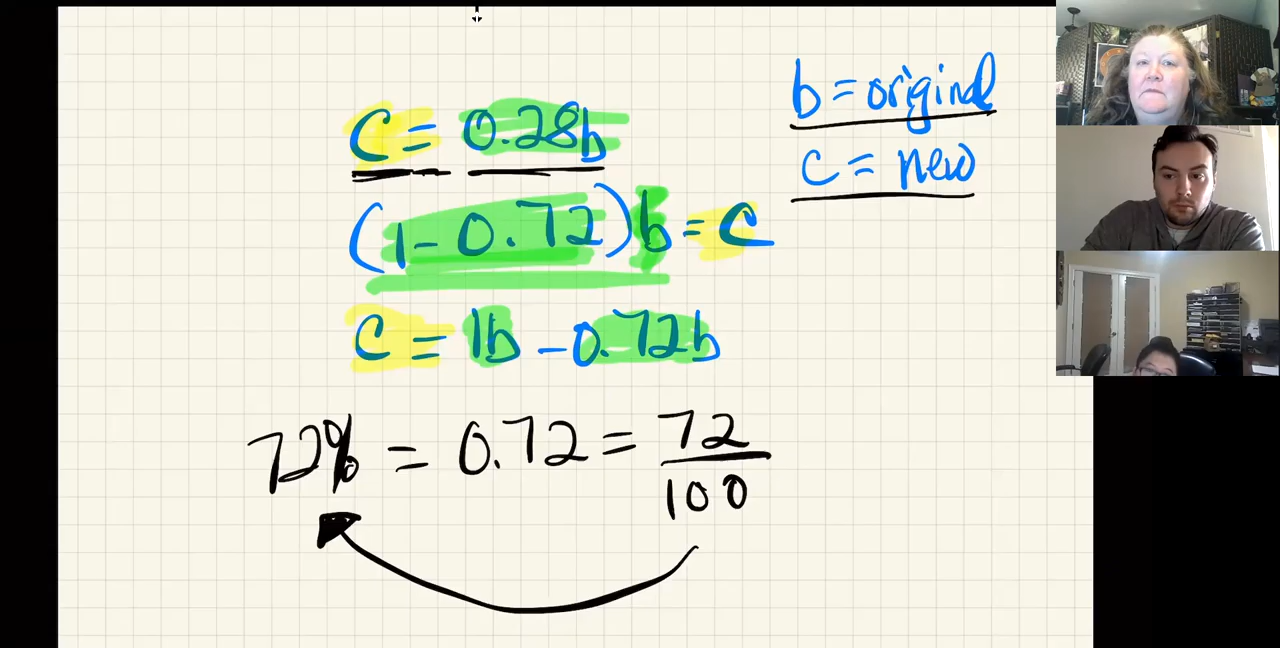 b = original
c = new
c = 0.28b
(1 - 0.72)b = c
c = 1b - 0.72b
72% = 0.72 = 72/100